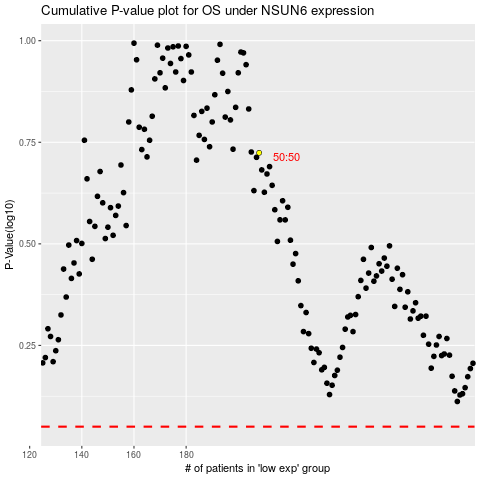 Cumulative P-value plot for OS under NSUN6 expression
P-Value(log10)
1.00
0.75
0.50
0.25
50:50
120 140 160 180
# of patients in 'low exp' group